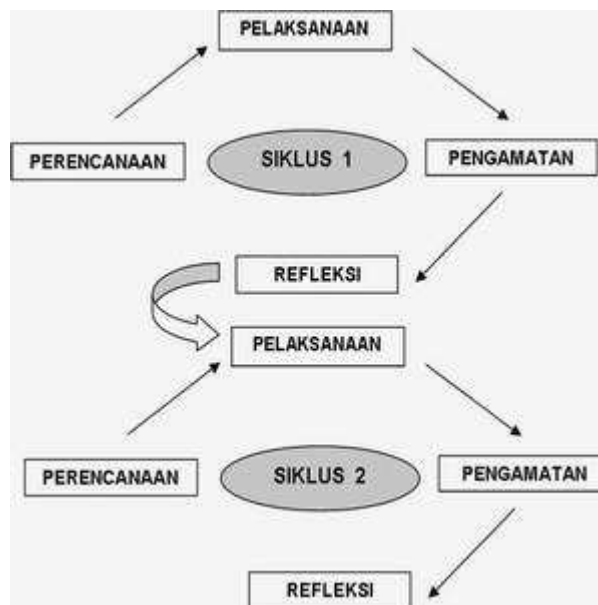 PELAKSANAAN
PERENCANAAN
SIKLUS 1
PENGAMATAN
REFLEKSI
PELAKSANAAN
PERENCANAAN
SIKLUS 2
PENGAMATAN
REFLEKSI